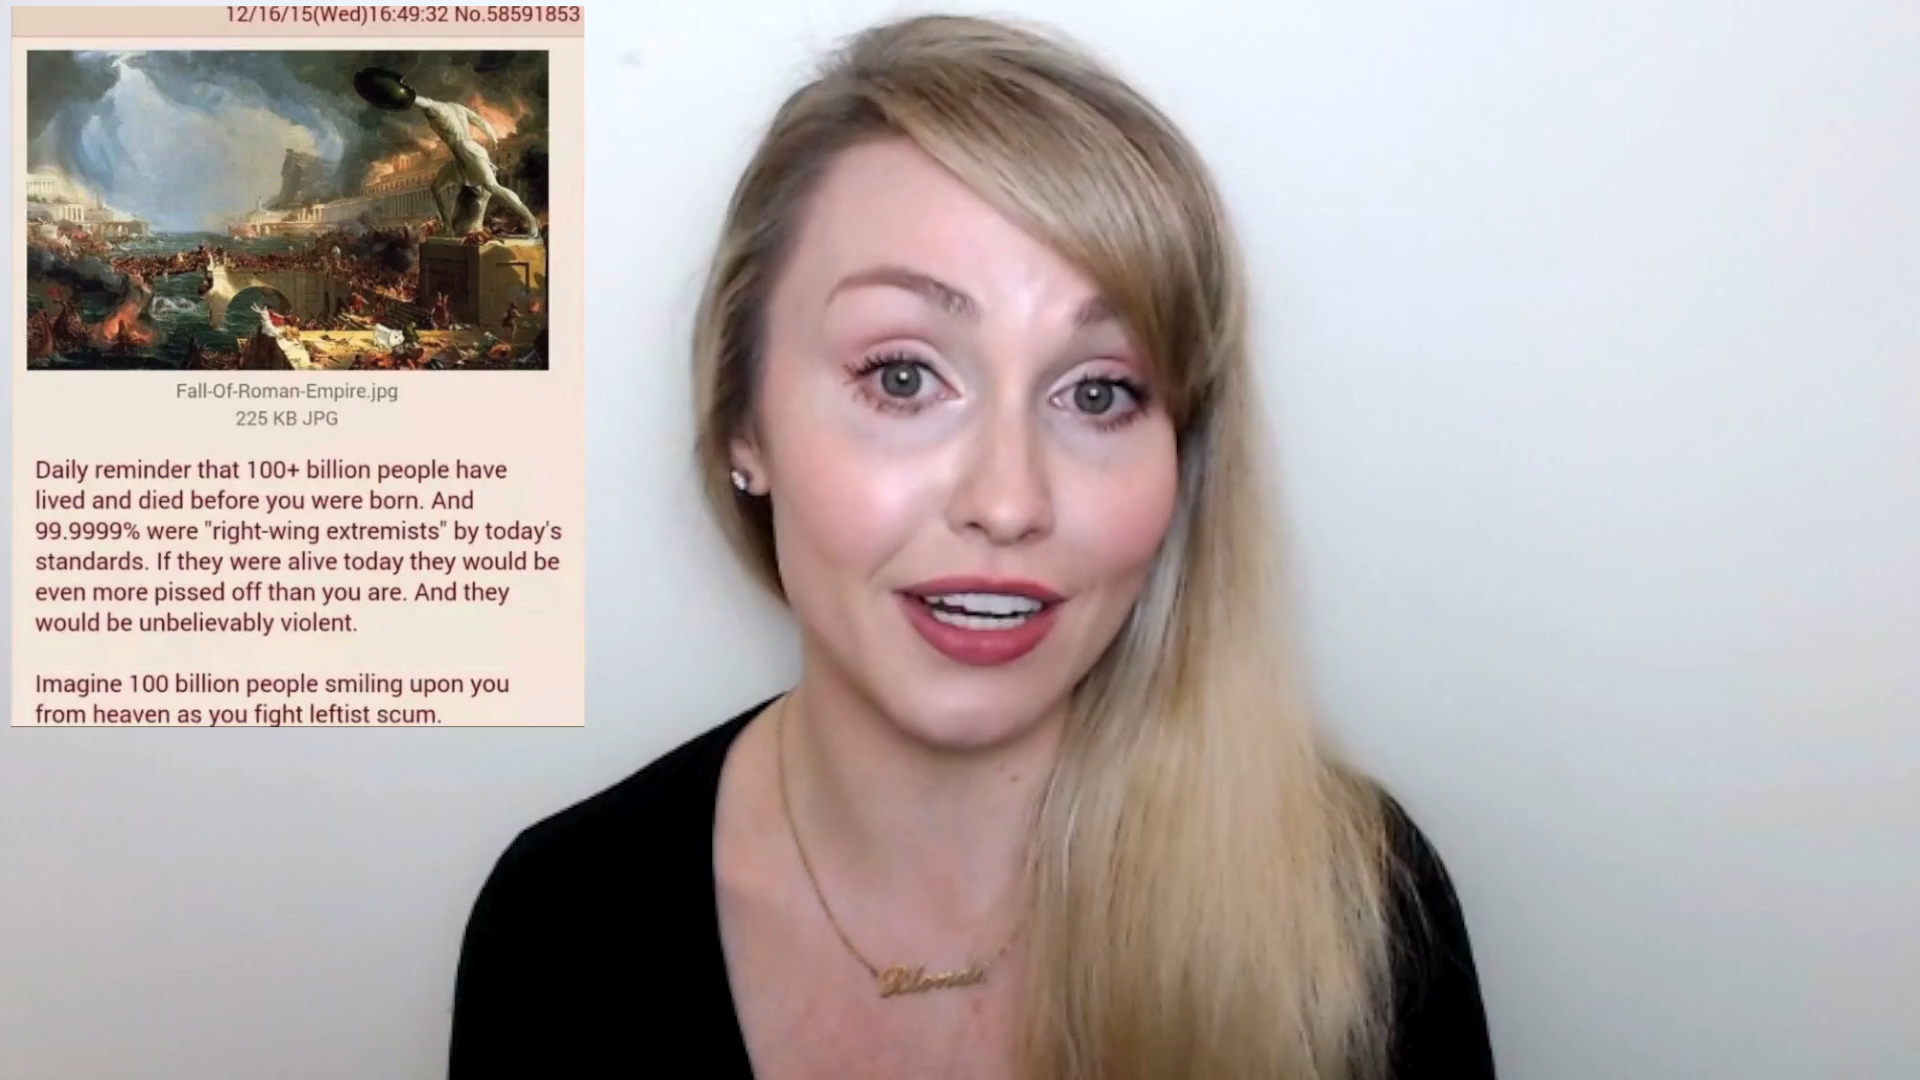 12/16/15(Wed)16:49:32 No.58591853
Fall-Of-Roman-Empire.jpg
225 KB JPG
Daily reminder that 100+ billion people have
lived and died before you were born. And
99.9999% were "right-wing extremists" by today's
standards. If they were alive today they would be
even more pissed off than you are. And they
would be unbelievably violent.
Imagine 100 billion people smiling upon you
from heaven as you fight leftist scum.
Blonde